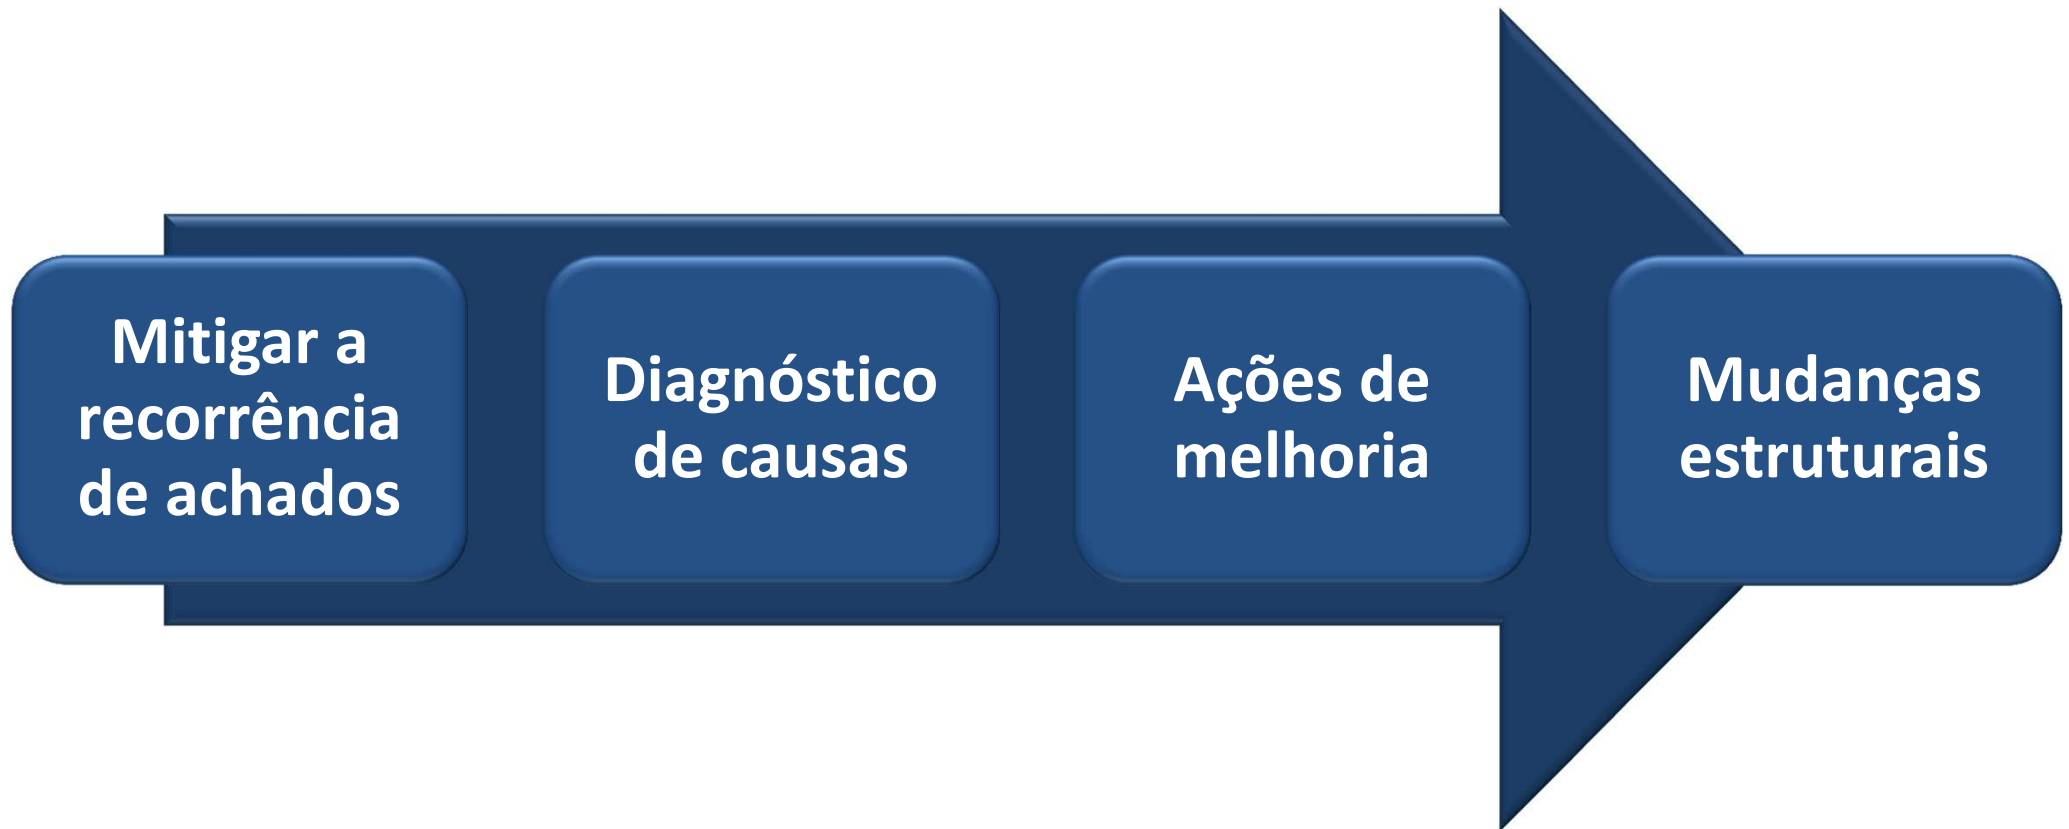 Mitigar a
recorrência
de achados
Diagnóstico
de causas
Ações de
melhoria
Mudanças
estruturais